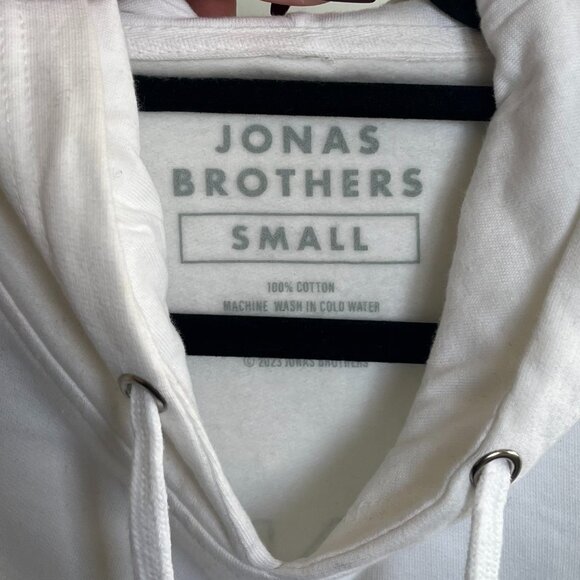 JONAS
BROTHERS
SMALL
100% COTTON
MACHINE WASH IN COLD WATER
© 2023 JONAS BROTHERS